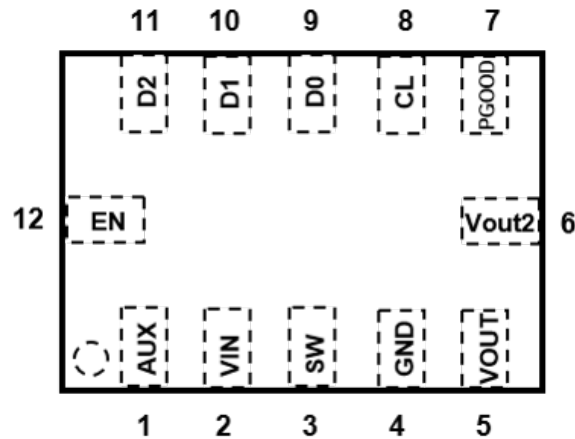 11 10 9 8 7
D2 D1 D0 CL PGOOD
12 EN Vout2 6
AUX VIN SW GND VOUT
1 2 3 4 5